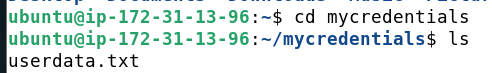 ubuntu@ip-172-31-13-96:~$ cd mycredentials
ubuntu@ip-172-31-13-96:~/mycredentials$ ls
userdata.txt